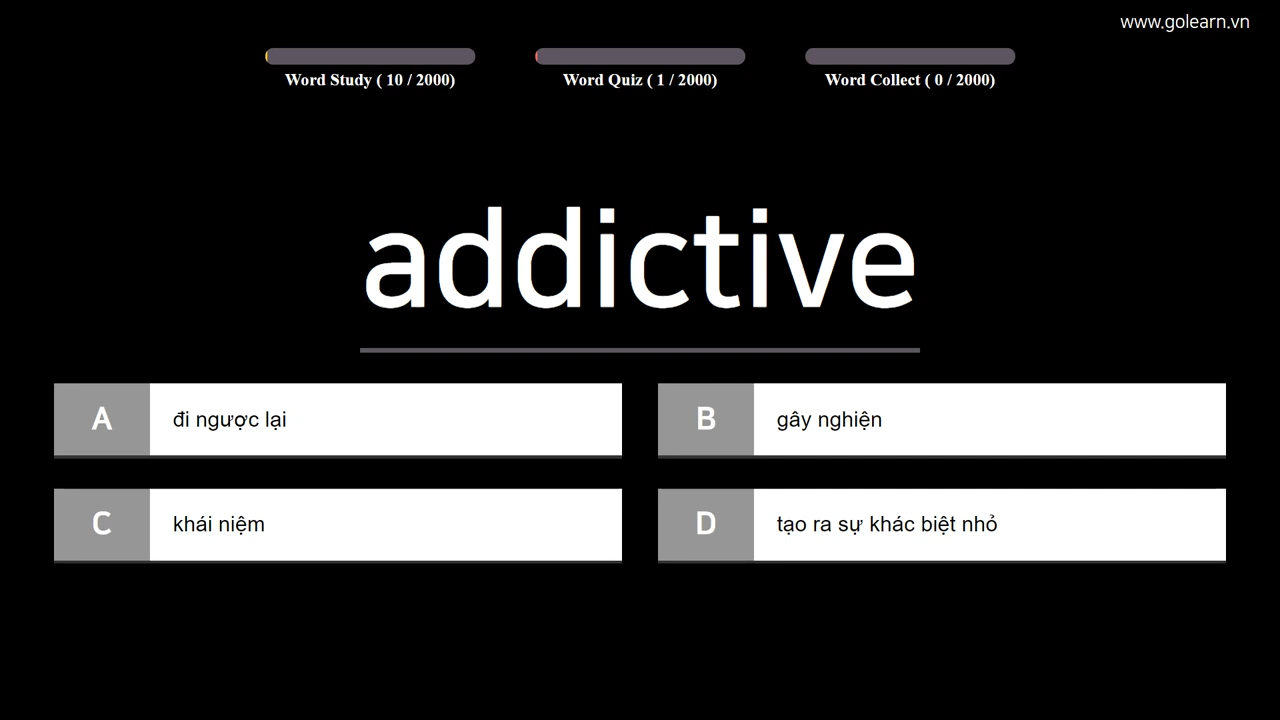 www.golearn.vn
Word Study ( 10 / 2000)
Word Quiz ( 1 / 2000)
Word Collect ( 0 / 2000)
addictive
A đi ngược lại
B gây nghiện
C khái niệm
D tạo ra sự khác biệt nhỏ